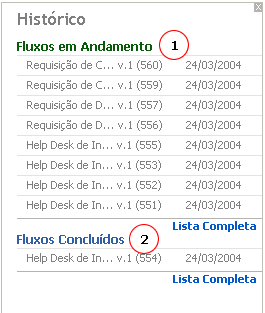 Histórico
Fluxos em Andamento 1
Requisição de C... v.1 (560) 24/03/2004
Requisição de C... v.1 (559) 24/03/2004
Requisição de D... v.1 (557) 24/03/2004
Requisição de D... v.1 (556) 24/03/2004
Help Desk de In... v.1 (555) 24/03/2004
Help Desk de In... v.1 (553) 24/03/2004
Help Desk de In... v.1 (552) 24/03/2004
Help Desk de In... v.1 (551) 24/03/2004
Lista Completa
Fluxos Concluídos 2
Help Desk de In... v.1 (554) 24/03/2004
Lista Completa